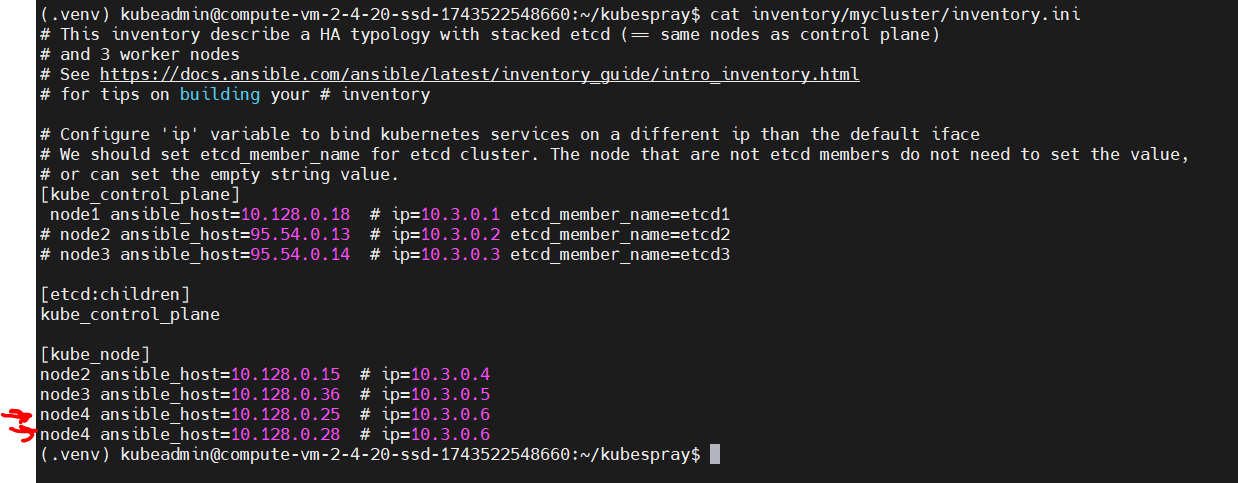 (.venv) kubeadmin@compute-vm-2-4-20-ssd-1743522548660:~/kubespray$ cat inventory/mycluster/inventory.ini
# This inventory describe a HA typology with stacked etcd (== same nodes as control plane)
# and 3 worker nodes
# See https://docs.ansible.com/ansible/latest/inventory_guide/intro_inventory.html
# for tips on building your # inventory
# Configure 'ip' variable to bind kubernetes services on a different ip than the default iface
# We should set etcd_member_name for etcd cluster. The node that are not etcd members do not need to set the value,
# or can set the empty string value.
[kube_control_plane]
node1 ansible_host=10.128.0.18  # ip=10.3.0.1 etcd_member_name=etcd1
# node2 ansible_host=95.54.0.13  # ip=10.3.0.2 etcd_member_name=etcd2
# node3 ansible_host=95.54.0.14  # ip=10.3.0.3 etcd_member_name=etcd3
[etcd:children]
kube_control_plane
[kube_node]
node2 ansible_host=10.128.0.15  # ip=10.3.0.4
node3 ansible_host=10.128.0.36  # ip=10.3.0.5
node4 ansible_host=10.128.0.25  # ip=10.3.0.6
node4 ansible_host=10.128.0.28  # ip=10.3.0.6
(.venv) kubeadmin@compute-vm-2-4-20-ssd-1743522548660:~/kubespray$